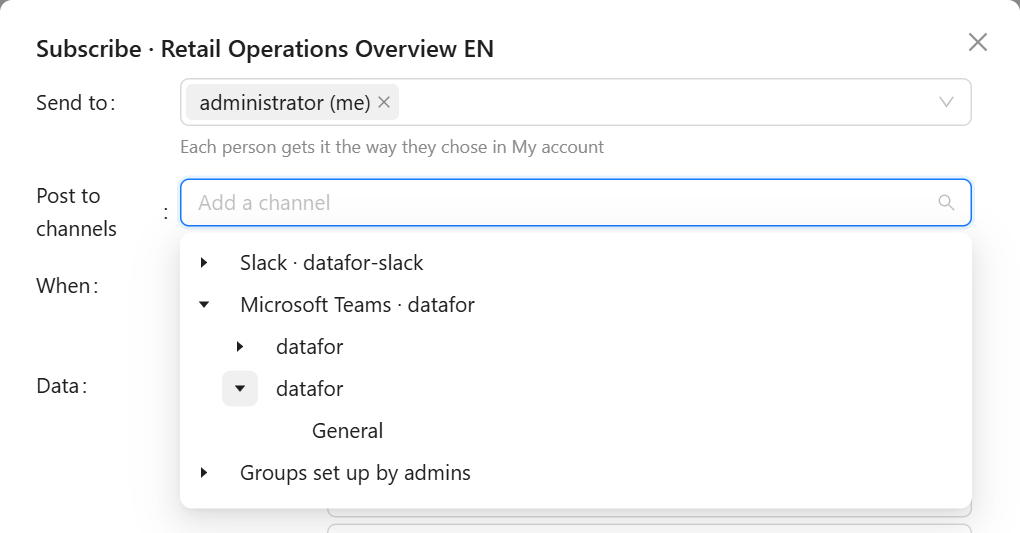 Subscribe · Retail Operations Overview EN
Send to:
administrator (me)
Each person gets it the way they chose in My account
Post to channels :
Add a channel
Slack · datafor-slack
When:
Microsoft Teams · datafor
datafor
Data:
datafor
General
Groups set up by admins